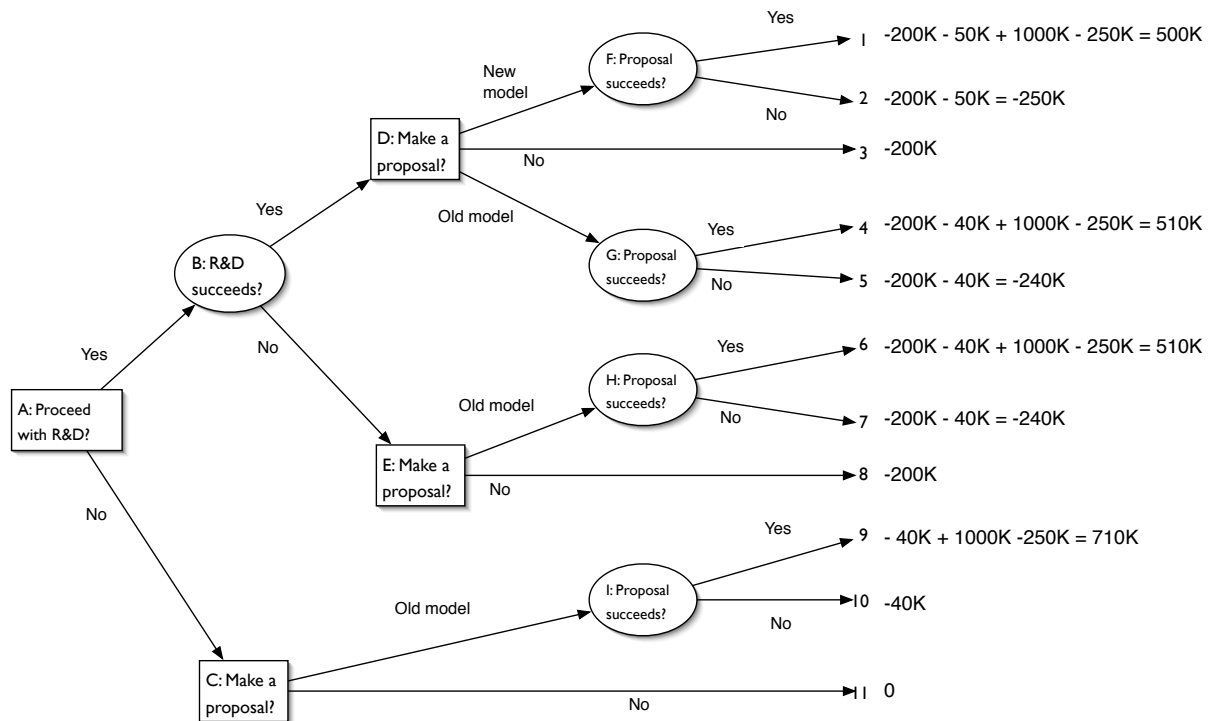 Yes
1 -200K - 50K + 1000K - 250K = 500K
F: Proposal
succeeds?
New
model
2 -200K - 50K = -250K
No
D: Make a
proposal?
3 -200K
No
Yes
Old model
Yes
4 -200K - 40K + 1000K - 250K = 510K
G: Proposal
succeeds?
5 -200K - 40K = -240K
No
B: R&D
succeeds?
No
Yes
Yes
6 -200K - 40K + 1000K - 250K = 510K
H: Proposal
succeeds?
Old model
No
7 -200K - 40K = -240K
A: Proceed
with R&D?
E: Make a
proposal?
8 -200K
No
No
Yes
9 - 40K + 1000K -250K = 710K
I: Proposal
succeeds?
Old model
10 -40K
No
C: Make a
proposal?
11 0
No